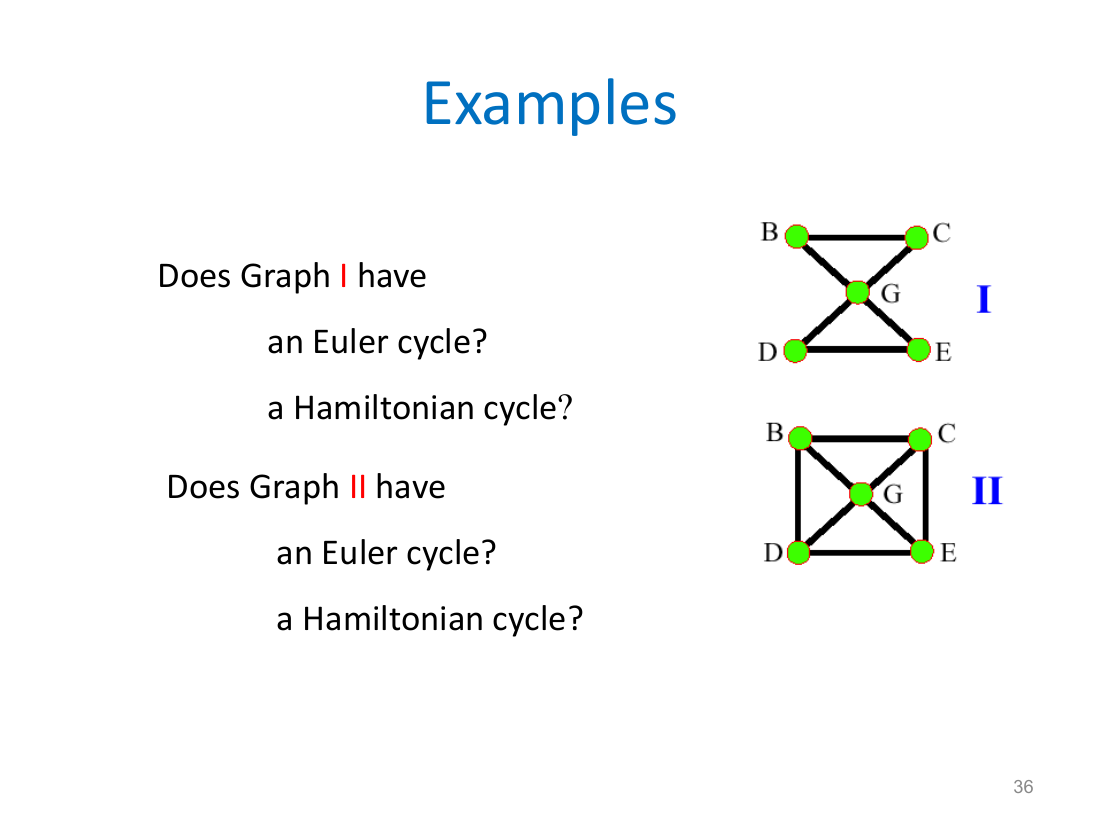 Examples
Does Graph I have
an Euler cycle?
a Hamiltonian cycle?
Does Graph II have
an Euler cycle?
a Hamiltonian cycle?
B C
G
D E
I
B C
G
D E
II
36